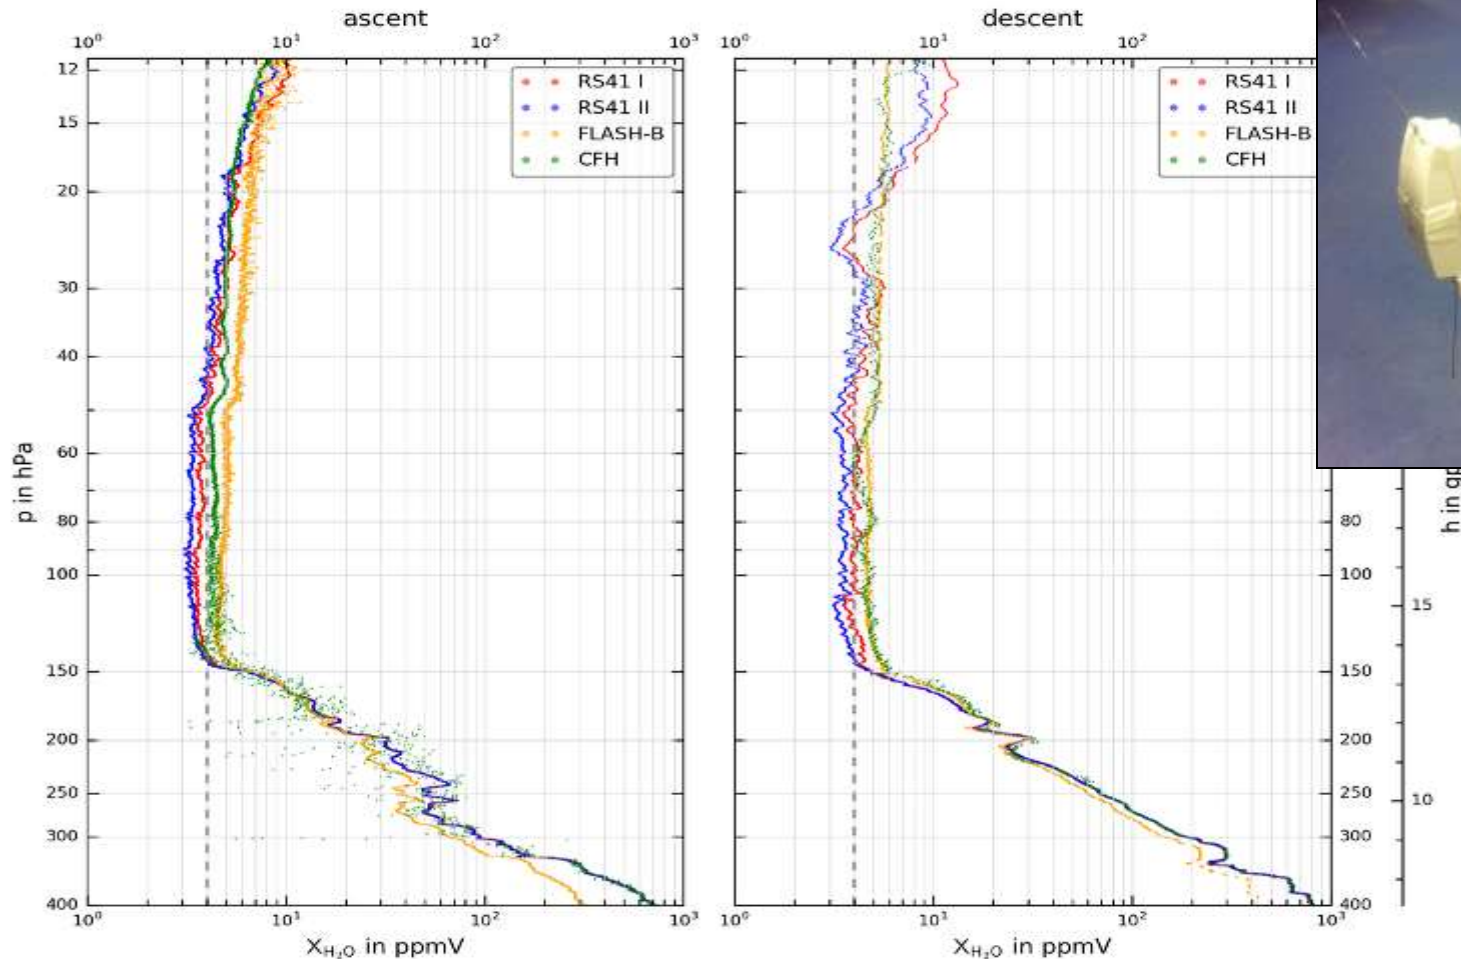 ascent
10⁰ 10¹ 10² 10³
12
15
20
30
40
60
80
100
150
200
250
300
400
p in hPa
RS41 I
RS41 II
FLASH-B
CFH
10⁰ 10¹ 10² 10³
X_H₂O in ppmV
descent
10⁰ 10¹ 10²
RS41 I
RS41 II
FLASH-B
CFH
80
100
150
200
250
300
400
10⁰ 10¹ 10² 10³
X_H₂O in ppmV
15
10
h in